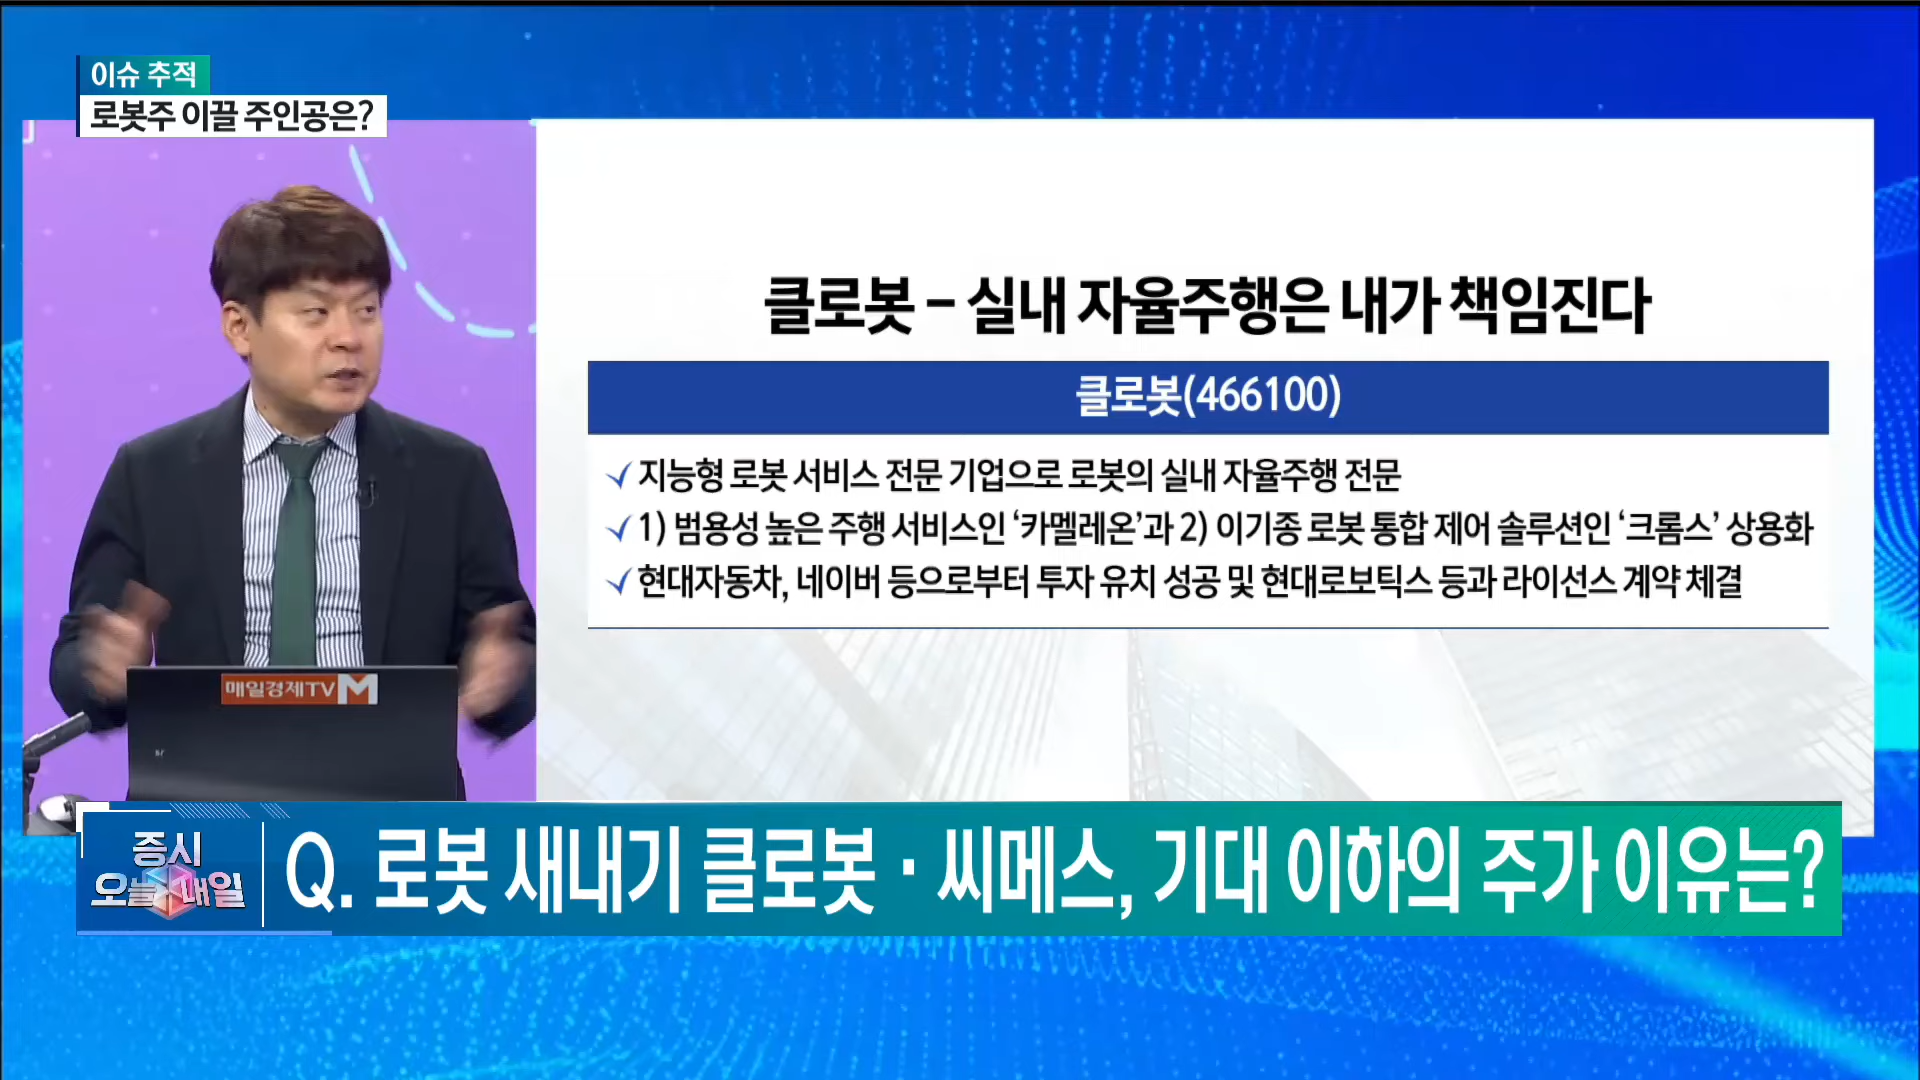 이슈 추적
로봇주 이끌 주인공은?
클로봇 – 실내 자율주행은 내가 책임진다
클로봇(466100)
✓ 지능형 로봇 서비스 전문 기업으로 로봇의 실내 자율주행 전문
✓ 1) 범용성 높은 주행 서비스인 ‘카멜레온’과 2) 이기종 로봇 통합 제어 솔루션인 ‘크롬스’ 상용화
✓ 현대자동차, 네이버 등으로부터 투자 유치 성공 및 현대로보틱스 등과 라이선스 계약 체결
매일경제TV M
증시
오늘 내일
Q. 로봇 새내기 클로봇·씨메스, 기대 이하의 주가 이유는?